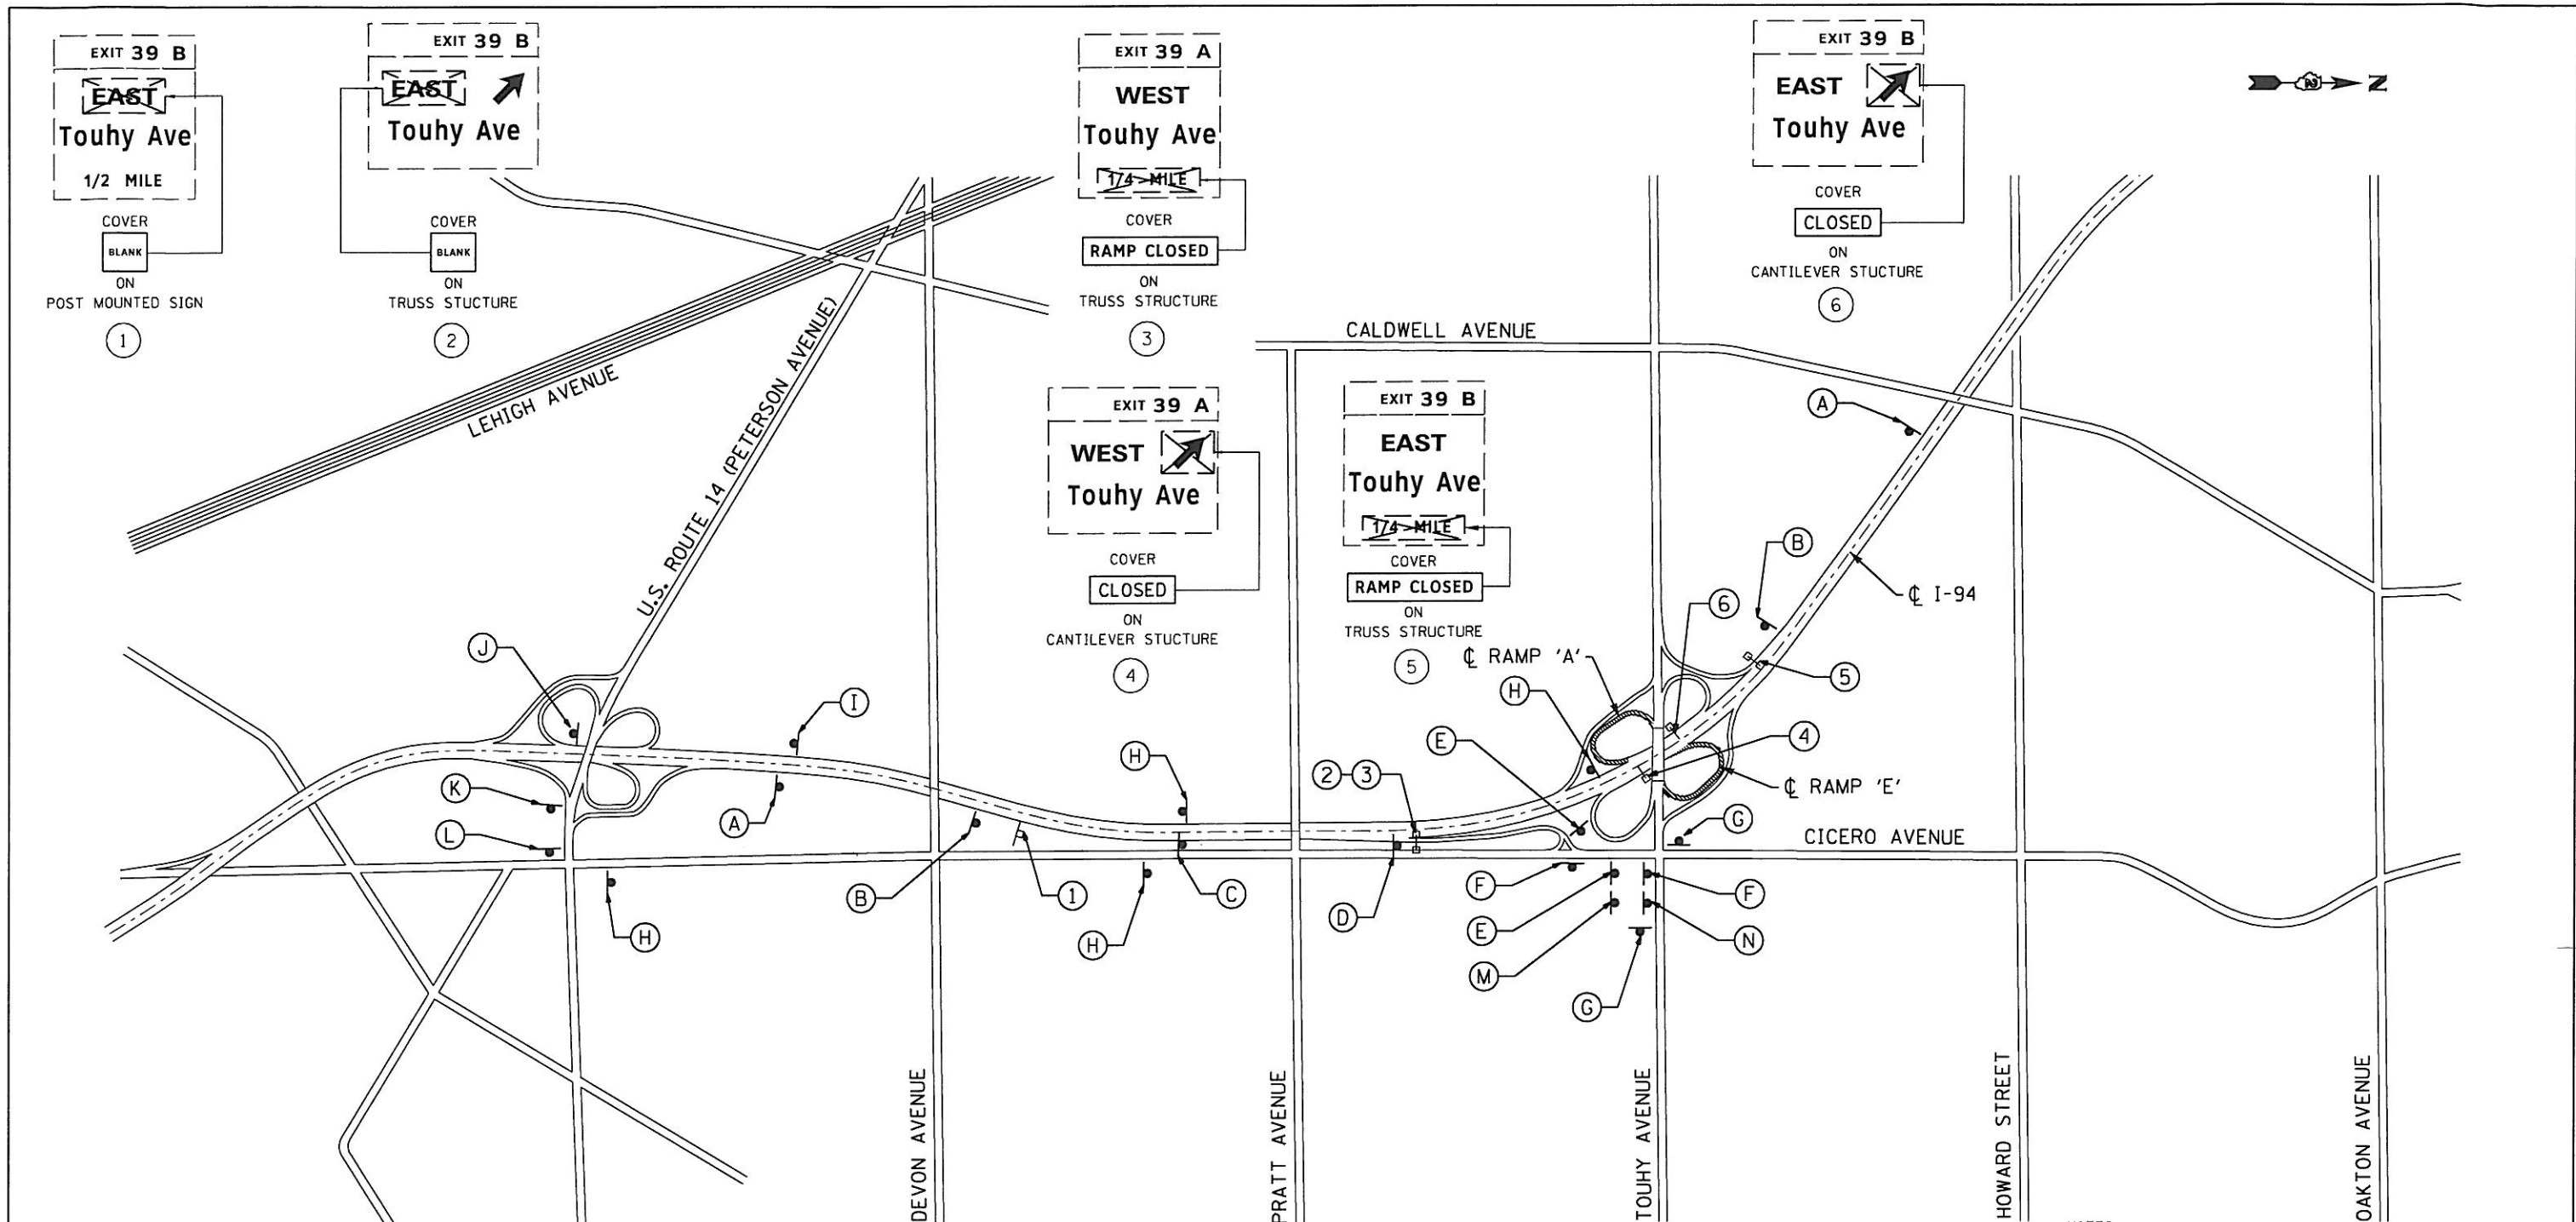 EXIT 39 B
EAST
Touhy Ave
1/2 MILE
COVER
BLANK
ON
POST MOUNTED SIGN
1
EXIT 39 B
EAST
Touhy Ave
COVER
BLANK
ON
TRUSS STUCTURE
2
EXIT 39 A
WEST
Touhy Ave
1/4 MILE
COVER
RAMP CLOSED
ON
TRUSS STRUCTURE
3
EXIT 39 A
WEST
Touhy Ave
COVER
CLOSED
ON
CANTILEVER STUCTURE
4
EXIT 39 B
EAST
Touhy Ave
1/4 MILE
COVER
RAMP CLOSED
ON
TRUSS STRUCTURE
5
EXIT 39 B
EAST
Touhy Ave
COVER
CLOSED
ON
CANTILEVER STUCTURE
6
N
LEHIGH AVENUE
U.S. ROUTE 14 (PETERSON AVENUE)
CALDWELL AVENUE
A
B
℄ I-94
6
5
℄ RAMP 'A'
H
4
E
2 3
℄ RAMP 'E'
G
CICERO AVENUE
J
I
H
K
A
L
B
1
C
H
H
D
F
E
M
G
F
N
DEVON AVENUE
PRATT AVENUE
TOUHY AVENUE
HOWARD STREET
OAKTON AVENUE